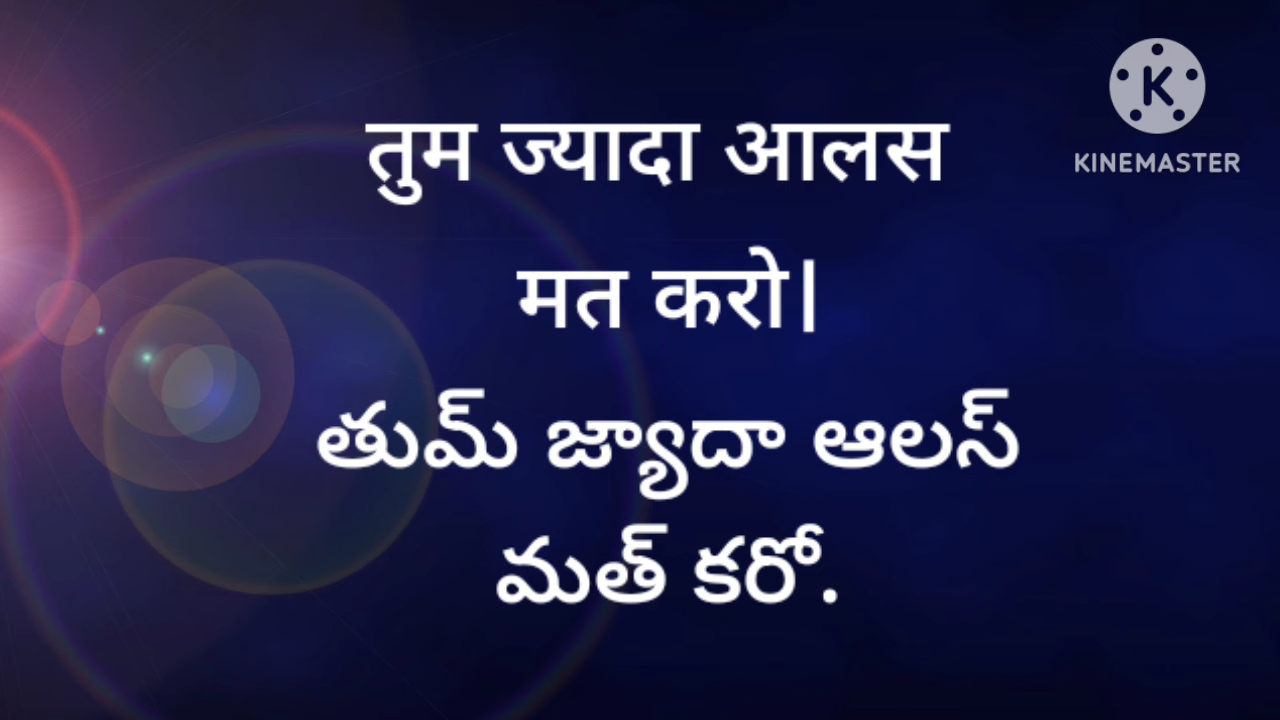 KINEMASTER
तुम ज्यादा आलस
मत करो|
తుమ్ జ్యాదా ఆలస్
మత్ కరో.